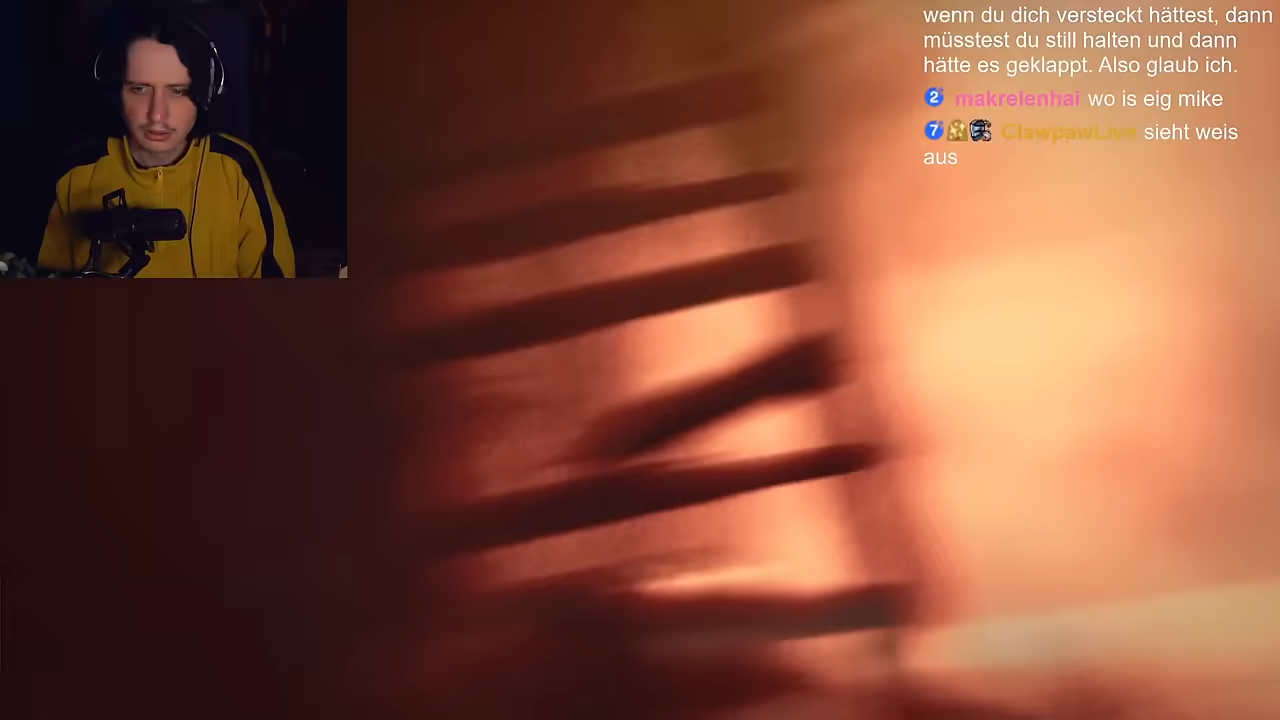 wenn du dich versteckt hättest, dann
müsstest du still halten und dann
hätte es geklappt. Also glaub ich.
2 makrelenhai wo is eig mike
7 ClawpawLive sieht weis
aus